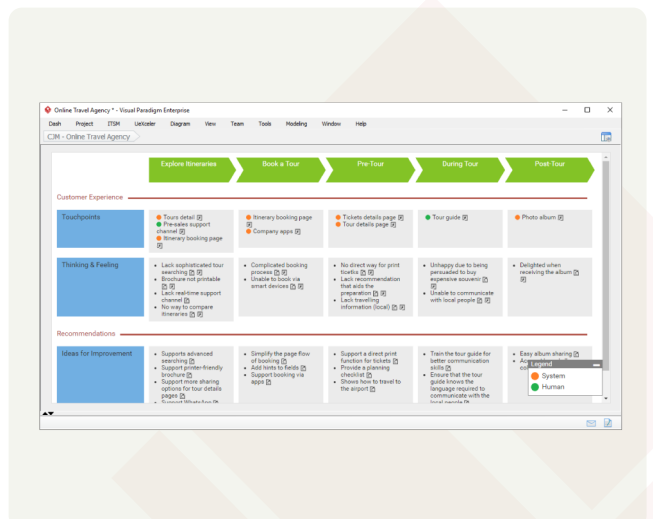 Online Travel Agency * - Visual Paradigm Enterprise
Dash Project ITSM UeXceler Diagram View Team Tools Modeling Window Help
CJM - Online Travel Agency
Explore Itineraries Book a Tour Pre-Tour During Tour Post-Tour
Customer Experience
Touchpoints
Tours detail
Pre-sales support
channel
Itinerary booking page
Itinerary booking page
Company apps
Tickets details page
Tour details page
Tour guide
Photo album
Thinking & Feeling
Lack sophisticated tour
searching
Brochure not printable
Lack real-time support
channel
No way to compare
itineraries
Complicated booking
process
Unable to book via
smart devices
No direct way for print
Lack recommendation
that aids the
preparation
Lack travelling
information (local)
Unhappy due to being
persuaded to buy
expensive souvenir
Unable to communicate
with local people
Delighted when
receiving the album
Recommendations
Ideas for Improvement
Supports advanced
searching
Support printer-friendly
brochure
Support more sharing
options for tour details
pages
Support WhatsApp
Simplify the page flow
of booking
Add hints to fields
Support booking via
apps
Support a direct print
function for tickets
Provide a planning
checklist
Shows how to travel to
the airport
Train the tour guide for
better communication
skills
Ensure that the tour
guide knows the
language required to
communicate with the
local people
Easy album sharing
Legend
System
Human